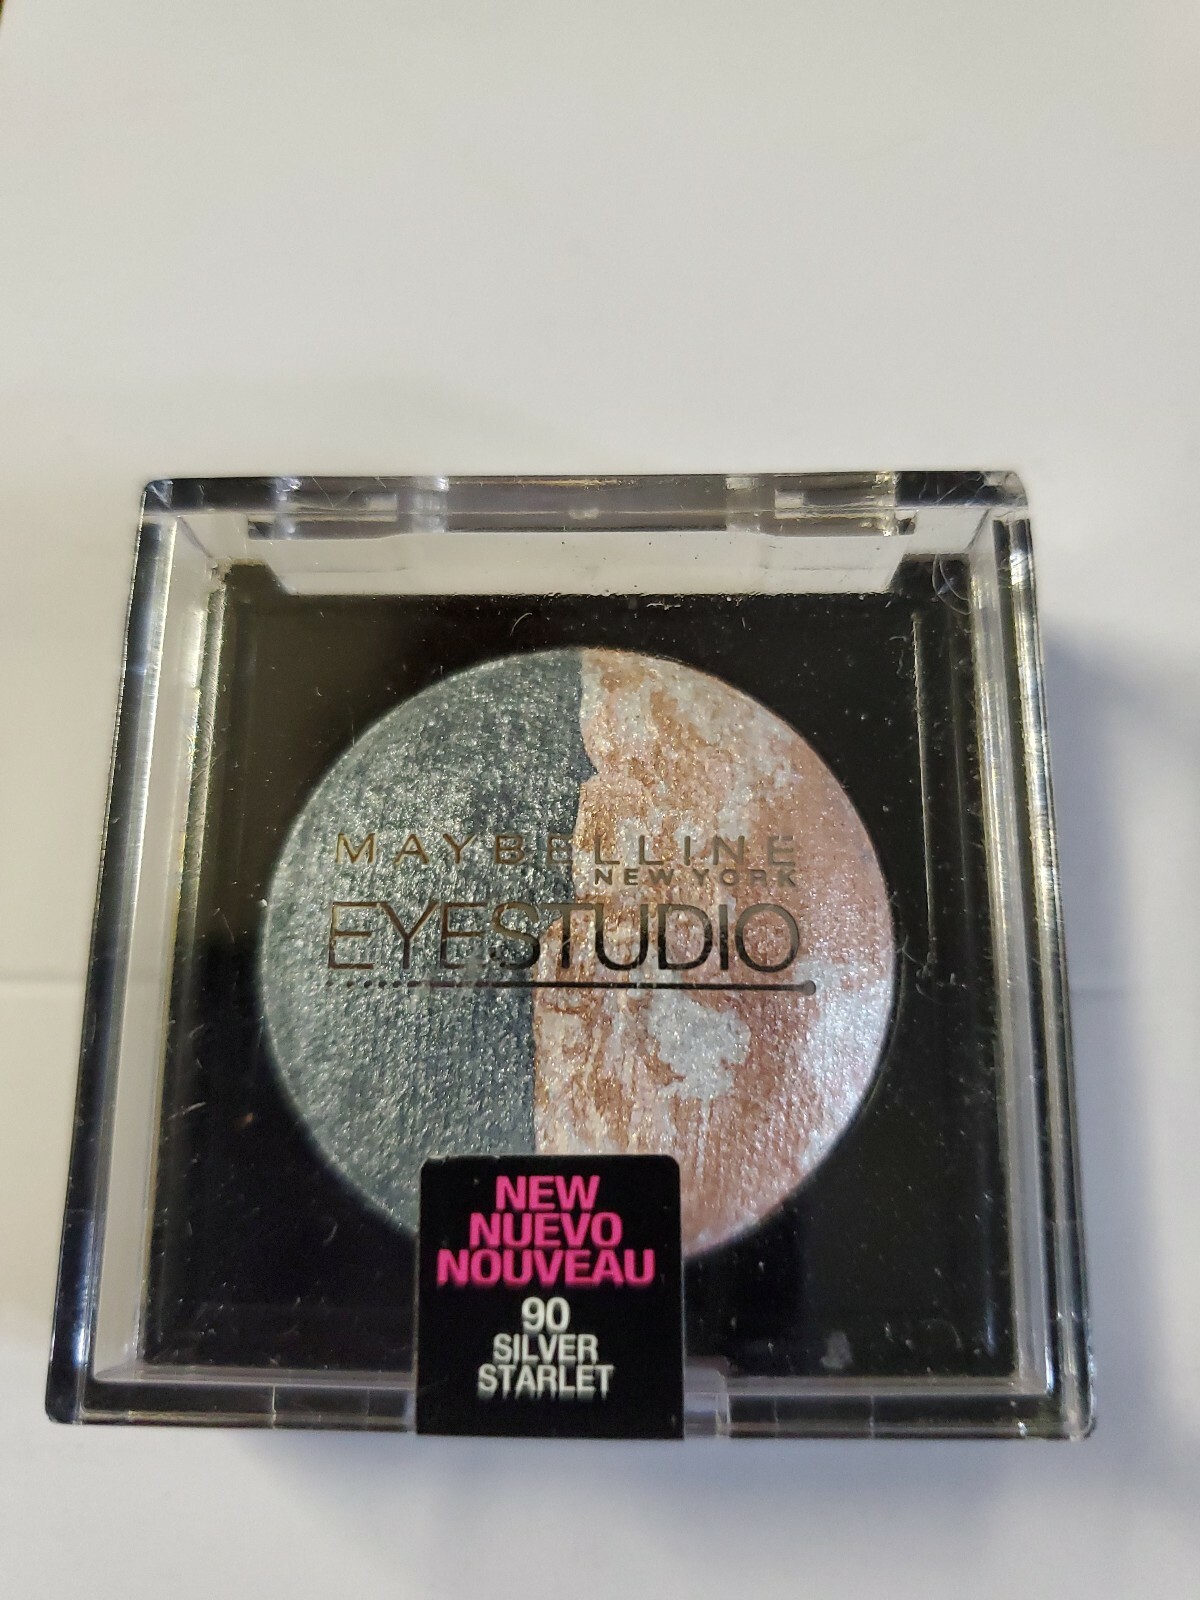 MAYBELLINE
NEW YORK
EYESTUDIO
NEW
NUEVO
NOUVEAU
90
SILVER
STARLET